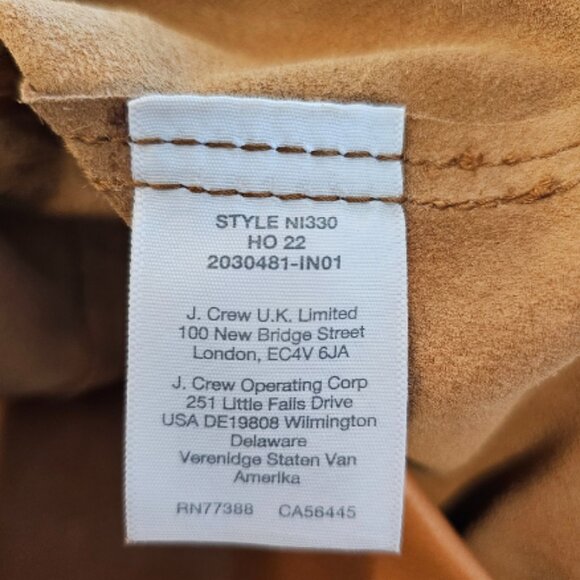 STYLE NI330
HO 22
2030481-IN01
J. Crew U.K. Limited
100 New Bridge Street
London, EC4V 6JA
J. Crew Operating Corp
251 Little Falls Drive
USA DE19808 Wilmington
Delaware
Verenidge Staten Van
Amerika
RN77388 CA56445